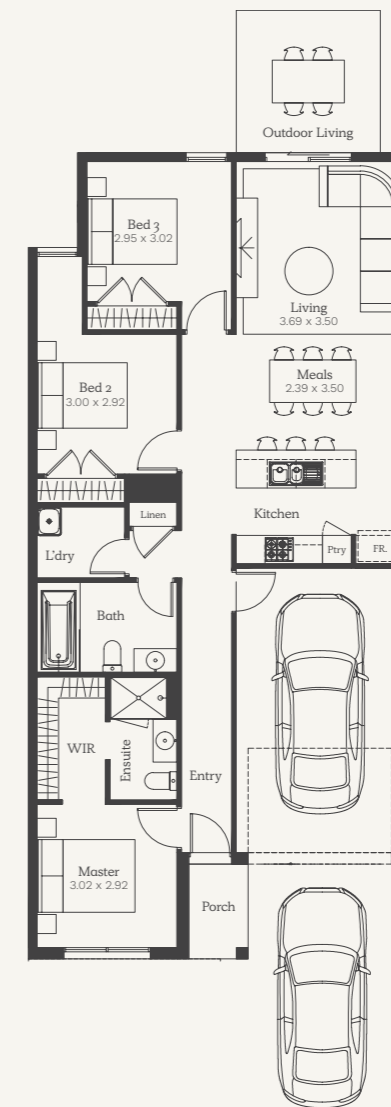 Outdoor Living
Bed 3
2.95 x 3.02
Living
3.69 x 3.50
Meals
2.39 x 3.50
Bed 2
3.00 x 2.92
Linen
Kitchen
L'dry
Ptry
FR.
Bath
WIR
Ensuite
Entry
Master
3.02 x 2.92
Porch